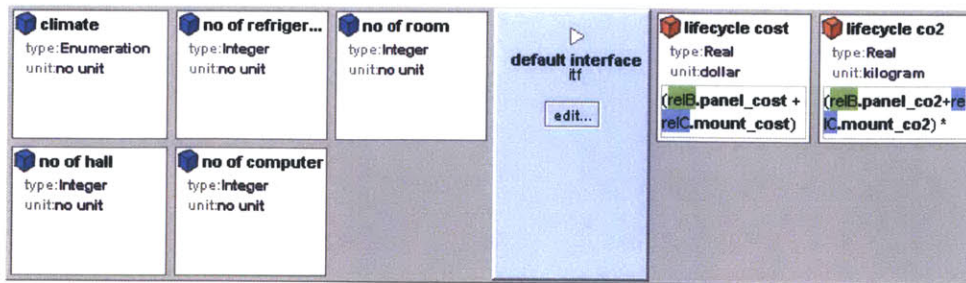 climate
type:Enumeration
unit:no unit
no of refriger...
type:Integer
unit:no unit
no of room
type:Integer
unit:no unit
no of hall
type:Integer
unit:no unit
no of computer
type:Integer
unit:no unit
default interface
itf
edit...
lifecycle cost
type:Real
unit:dollar
(relB.panel_cost +
relC.mount_cost)
lifecycle co2
type:Real
unit:kilogram
(relB.panel_co2+re
lC.mount_co2) *